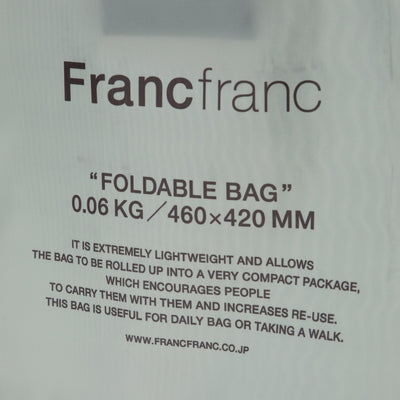 Francfranc
“FOLDABLE BAG”
0.06 KG/460×420 MM
IT IS EXTREMELY LIGHTWEIGHT AND ALLOWS
THE BAG TO BE ROLLED UP INTO A VERY COMPACT PACKAGE,
WHICH ENCOURAGES PEOPLE
TO CARRY THEM WITH THEM AND INCREASES RE-USE.
THIS BAG IS USEFUL FOR DAILY BAG OR TAKING A WALK.
WWW.FRANCFRANC.CO.JP